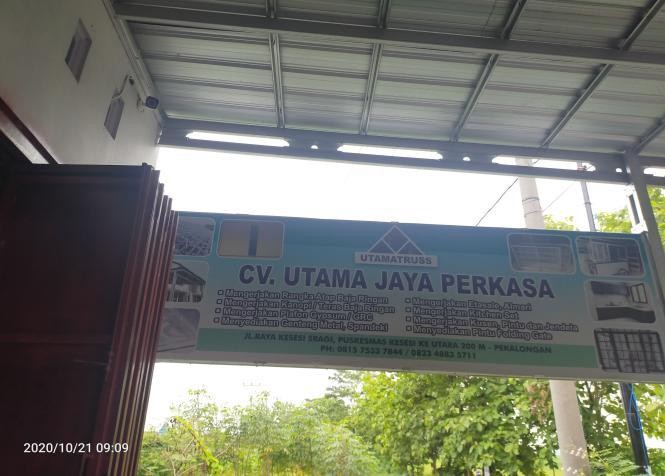 UTAMATRUSS
CV. UTAMA JAYA PERKASA
• Mengerjakan Rangka Atap Baja Ringan
• Mengerjakan Kanopi / Teras Baja Ringan
• Mengerjakan Plafon Gypsum / GRC
• Menyediakan Genteng Metal, Spandek
• Mengerjakan Etasale, Almari
• Mengerjakan Kitchen Set
• Mengerjakan Kusen, Pintu dan Jendela
• Menyediakan Pintu Folding Gate
JL.RAYA KESESI SRAGI, PUSKESMAS KESESI KE UTARA 200 M - PEKALONGAN
PH: 0815 7533 7844 / 0823 4883 5711
2020/10/21 09:09